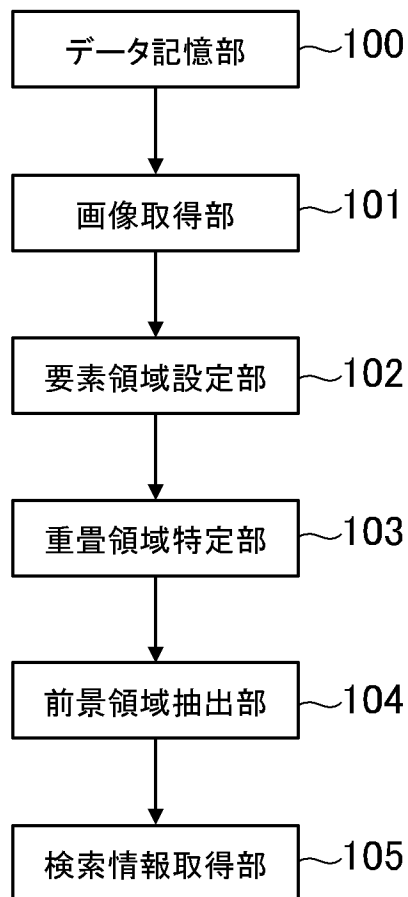 データ記憶部 100
画像取得部 101
要素領域設定部 102
重畳領域特定部 103
前景領域抽出部 104
検索情報取得部 105